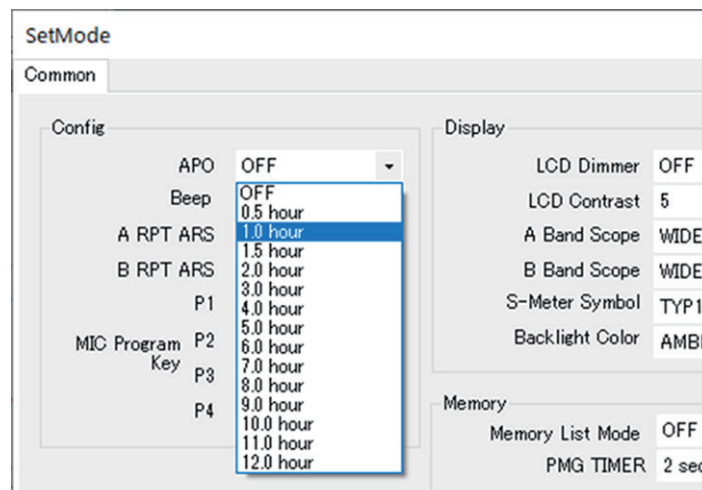 SetMode
Common
Config
APO OFF
Beep
A RPT ARS
B RPT ARS
P1
MIC Program Key P2
P3
P4
OFF
0.5 hour
1.0 hour
1.5 hour
2.0 hour
3.0 hour
4.0 hour
5.0 hour
6.0 hour
7.0 hour
8.0 hour
9.0 hour
10.0 hour
11.0 hour
12.0 hour
Display
LCD Dimmer OFF
LCD Contrast 5
A Band Scope WIDE
B Band Scope WIDE
S-Meter Symbol TYP1
Backlight Color AMB
Memory
Memory List Mode OFF
PMG TIMER 2 sec